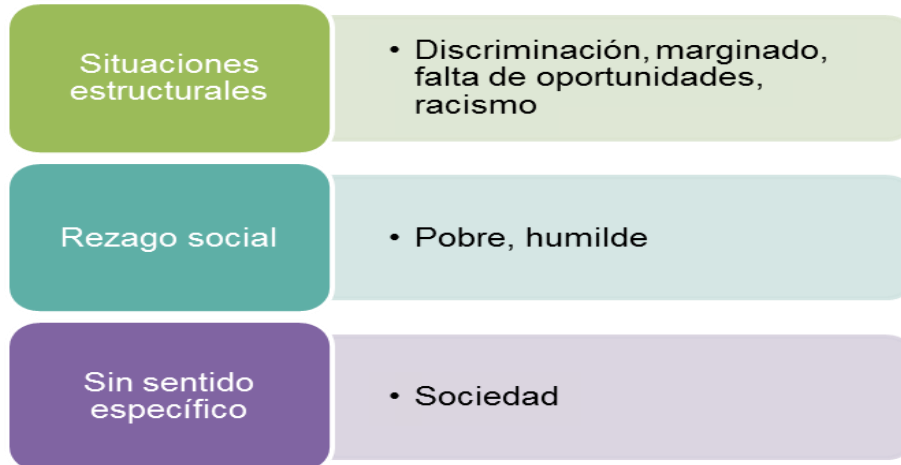 Situaciones
estructurales
• Discriminación, marginado,
falta de oportunidades,
racismo
Rezago social
• Pobre, humilde
Sin sentido
específico
• Sociedad